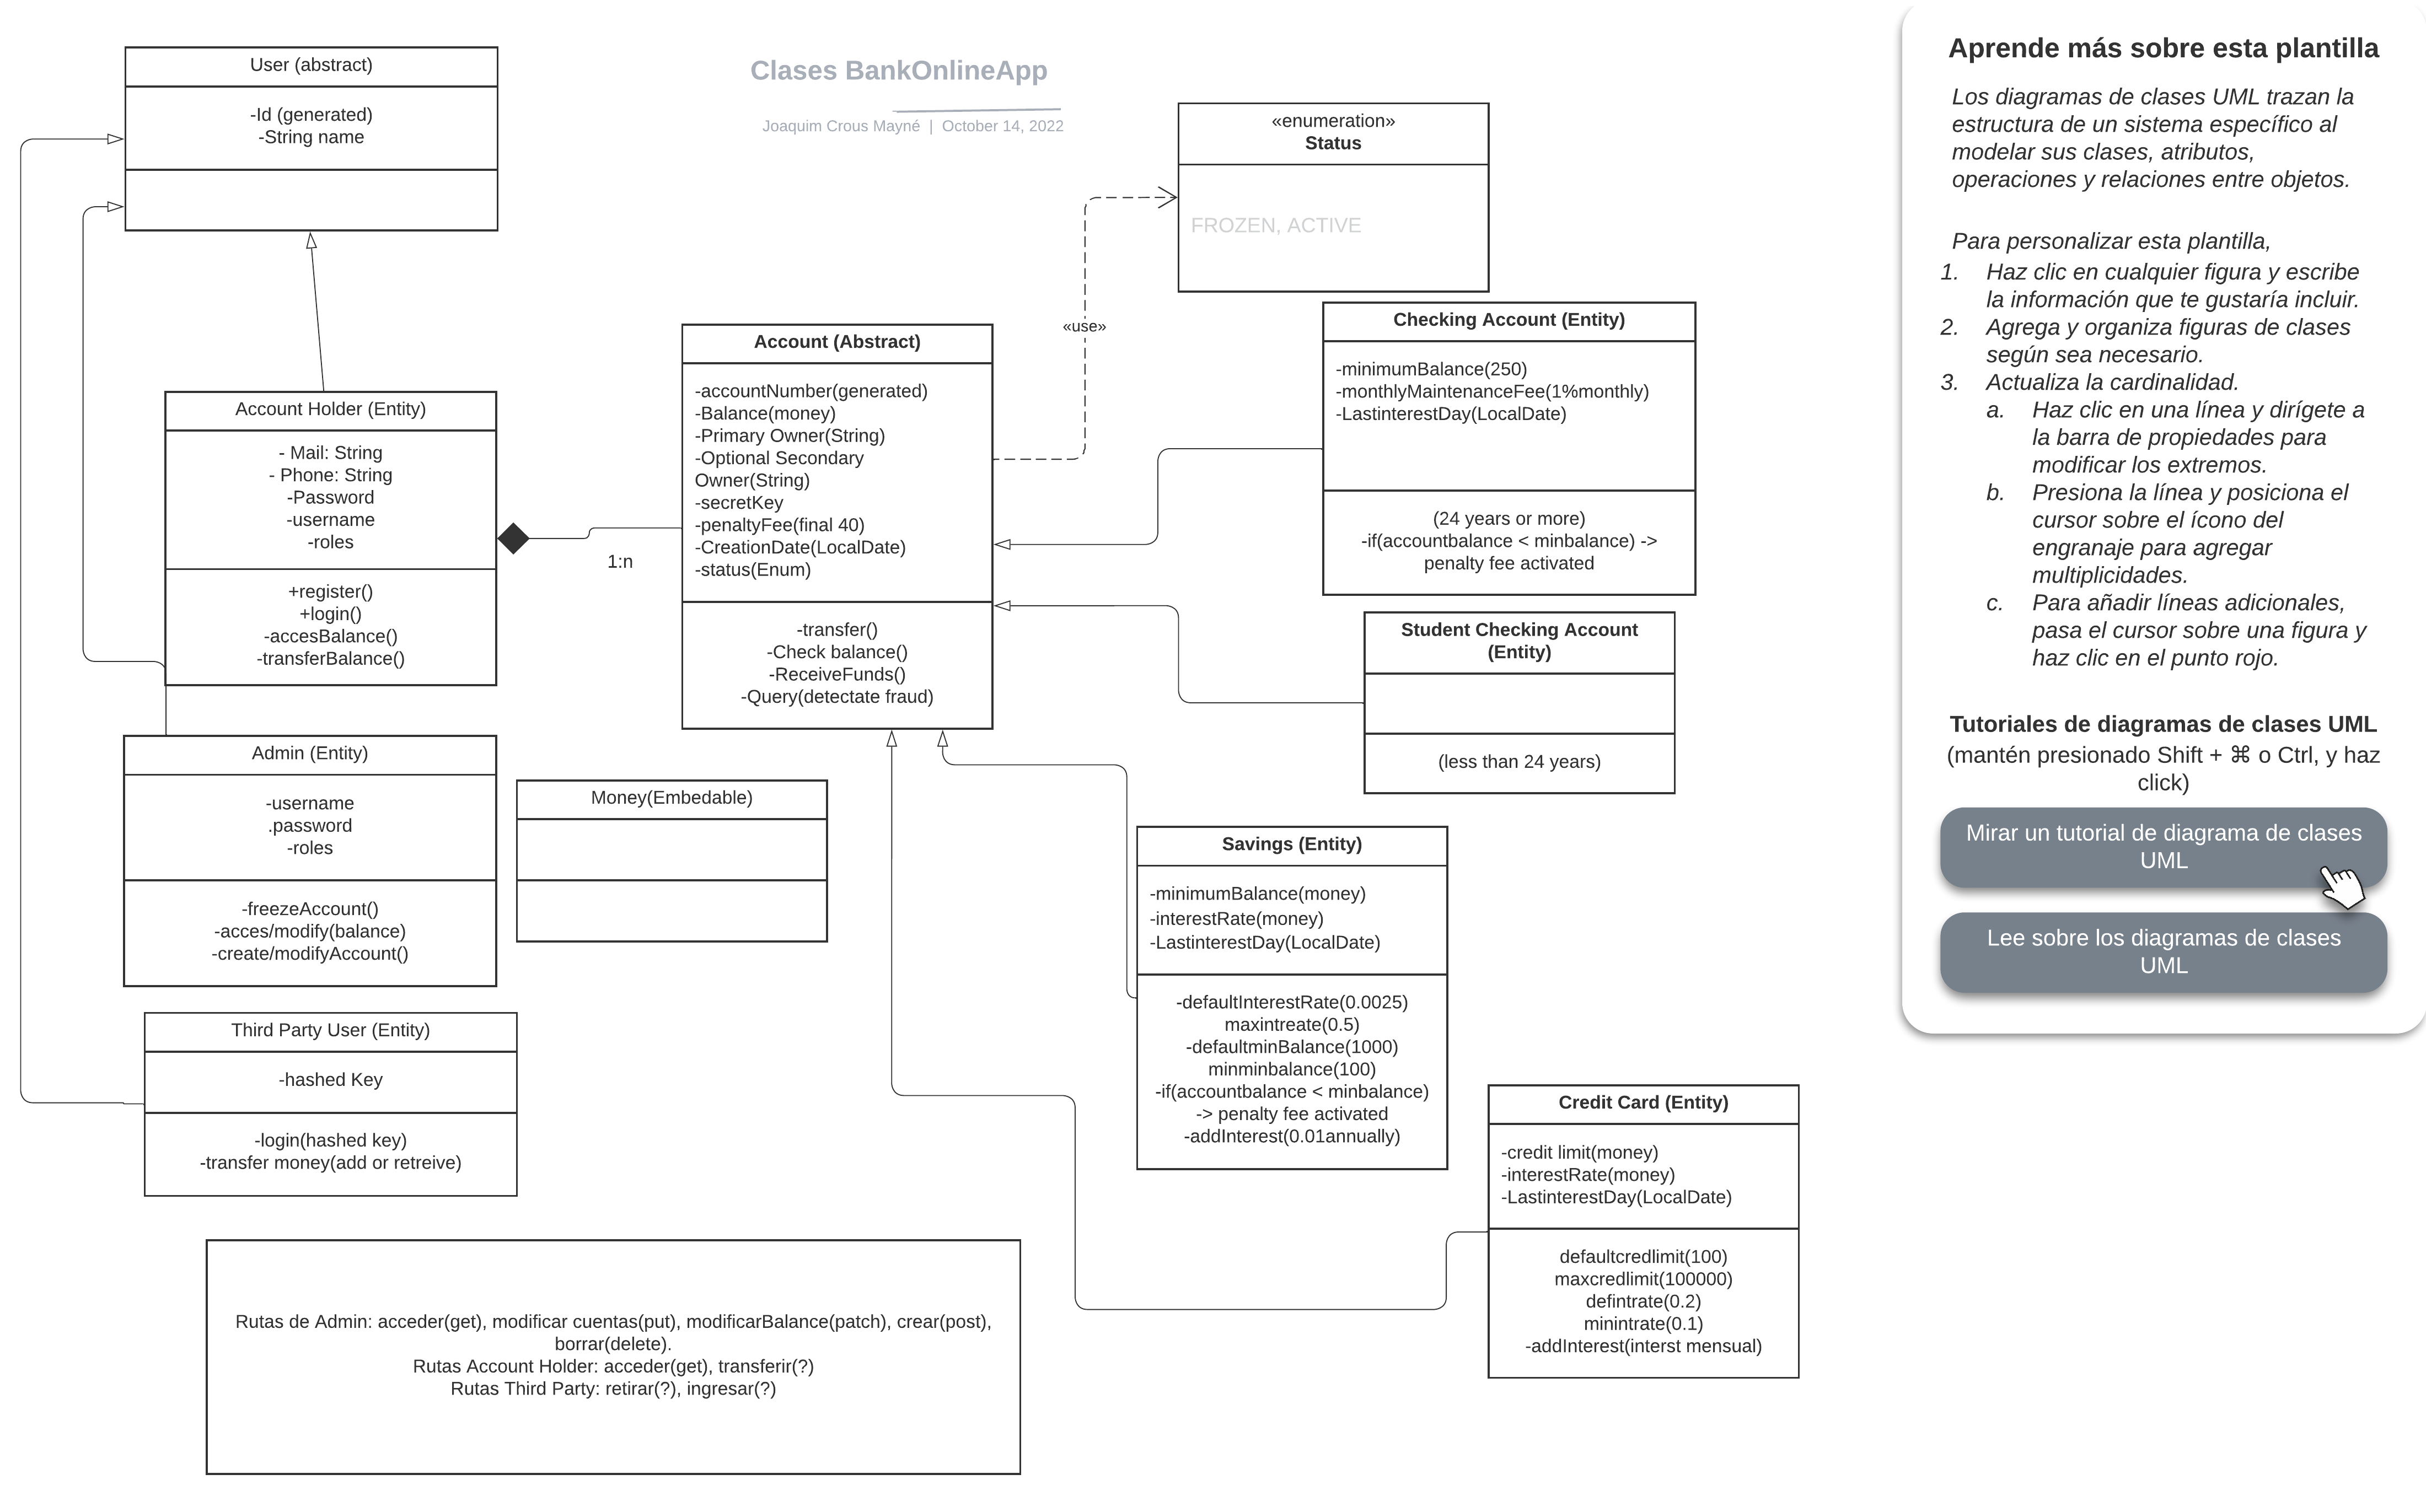 User (abstract)
-Id (generated)
-String name
Clases BankOnlineApp
Joaquim Crous Mayné | October 14, 2022
«enumeration»
Status
FROZEN, ACTIVE
«use»
Account Holder (Entity)
- Mail: String
- Phone: String
-Password
-username
-roles
+register()
+login()
-accesBalance()
-transferBalance()
1:n
Account (Abstract)
-accountNumber(generated)
-Balance(money)
-Primary Owner(String)
-Optional Secondary
Owner(String)
-secretKey
-penaltyFee(final 40)
-CreationDate(LocalDate)
-status(Enum)
-transfer()
-Check balance()
-ReceiveFunds()
-Query(detectate fraud)
Checking Account (Entity)
-minimumBalance(250)
-monthlyMaintenanceFee(1%monthly)
-LastinterestDay(LocalDate)
(24 years or more)
-if(accountbalance < minbalance) ->
penalty fee activated
Student Checking Account
(Entity)
(less than 24 years)
Admin (Entity)
-username
.password
-roles
-freezeAccount()
-acces/modify(balance)
-create/modifyAccount()
Money(Embedable)
Savings (Entity)
-minimumBalance(money)
-interestRate(money)
-LastinterestDay(LocalDate)
-defaultInterestRate(0.0025)
maxintreate(0.5)
-defaultminBalance(1000)
minminbalance(100)
-if(accountbalance < minbalance)
-> penalty fee activated
-addInterest(0.01annually)
Third Party User (Entity)
-hashed Key
-login(hashed key)
-transfer money(add or retreive)
Credit Card (Entity)
-credit limit(money)
-interestRate(money)
-LastinterestDay(LocalDate)
defaultcredlimit(100)
maxcredlimit(100000)
defintrate(0.2)
minintrate(0.1)
-addInterest(interst mensual)
Rutas de Admin: acceder(get), modificar cuentas(put), modificarBalance(patch), crear(post),
borrar(delete).
Rutas Account Holder: acceder(get), transferir(?)
Rutas Third Party: retirar(?), ingresar(?)
Aprende más sobre esta plantilla
Los diagramas de clases UML trazan la
estructura de un sistema específico al
modelar sus clases, atributos,
operaciones y relaciones entre objetos.
Para personalizar esta plantilla,
1. Haz clic en cualquier figura y escribe
la información que te gustaría incluir.
2. Agrega y organiza figuras de clases
según sea necesario.
3. Actualiza la cardinalidad.
a. Haz clic en una línea y dirígete a
la barra de propiedades para
modificar los extremos.
b. Presiona la línea y posiciona el
cursor sobre el ícono del
engranaje para agregar
multiplicidades.
c. Para añadir líneas adicionales,
pasa el cursor sobre una figura y
haz clic en el punto rojo.
Tutoriales de diagramas de clases UML
(mantén presionado Shift + ⌘ o Ctrl, y haz
click)
Mirar un tutorial de diagrama de clases
UML
Lee sobre los diagramas de clases
UML